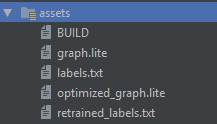 assets
BUILD
graph.lite
labels.txt
optimized_graph.lite
retrained_labels.txt